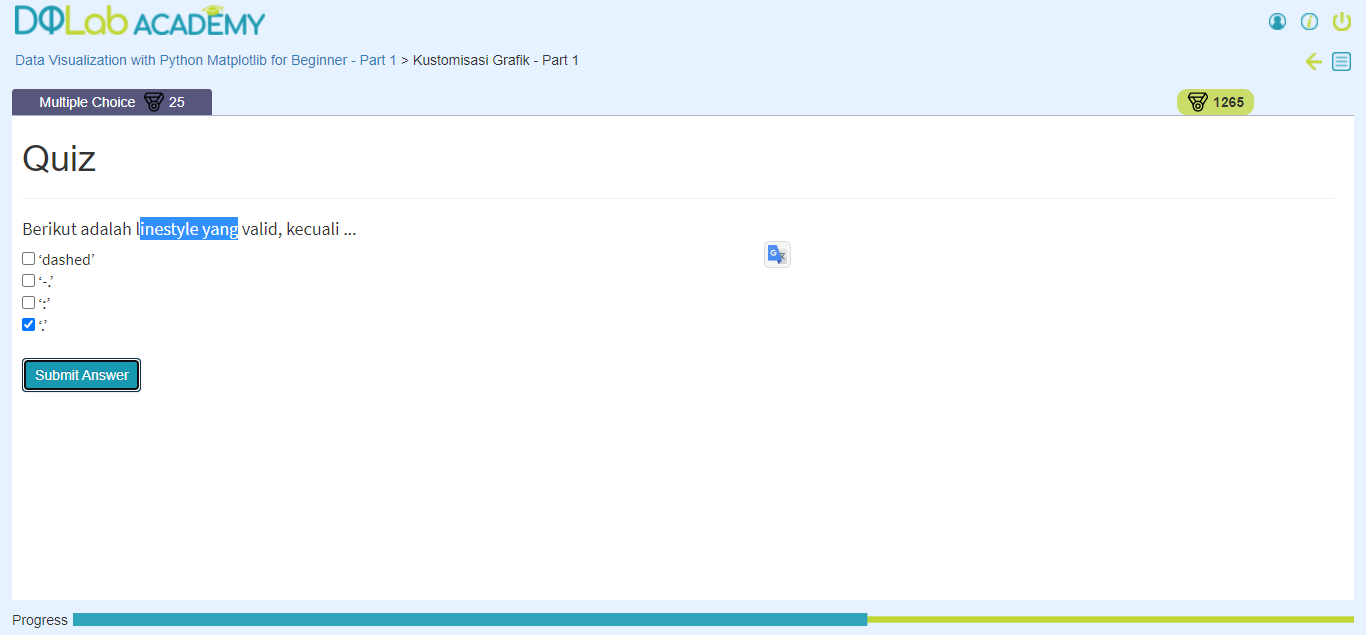 DQLab ACADEMY
Data Visualization with Python Matplotlib for Beginner - Part 1 > Kustomisasi Grafik - Part 1
Multiple Choice 25
1265
Quiz
Berikut adalah linestyle yang valid, kecuali ...
‘dashed’
‘-.’
‘:’
‘.’
Submit Answer
Progress